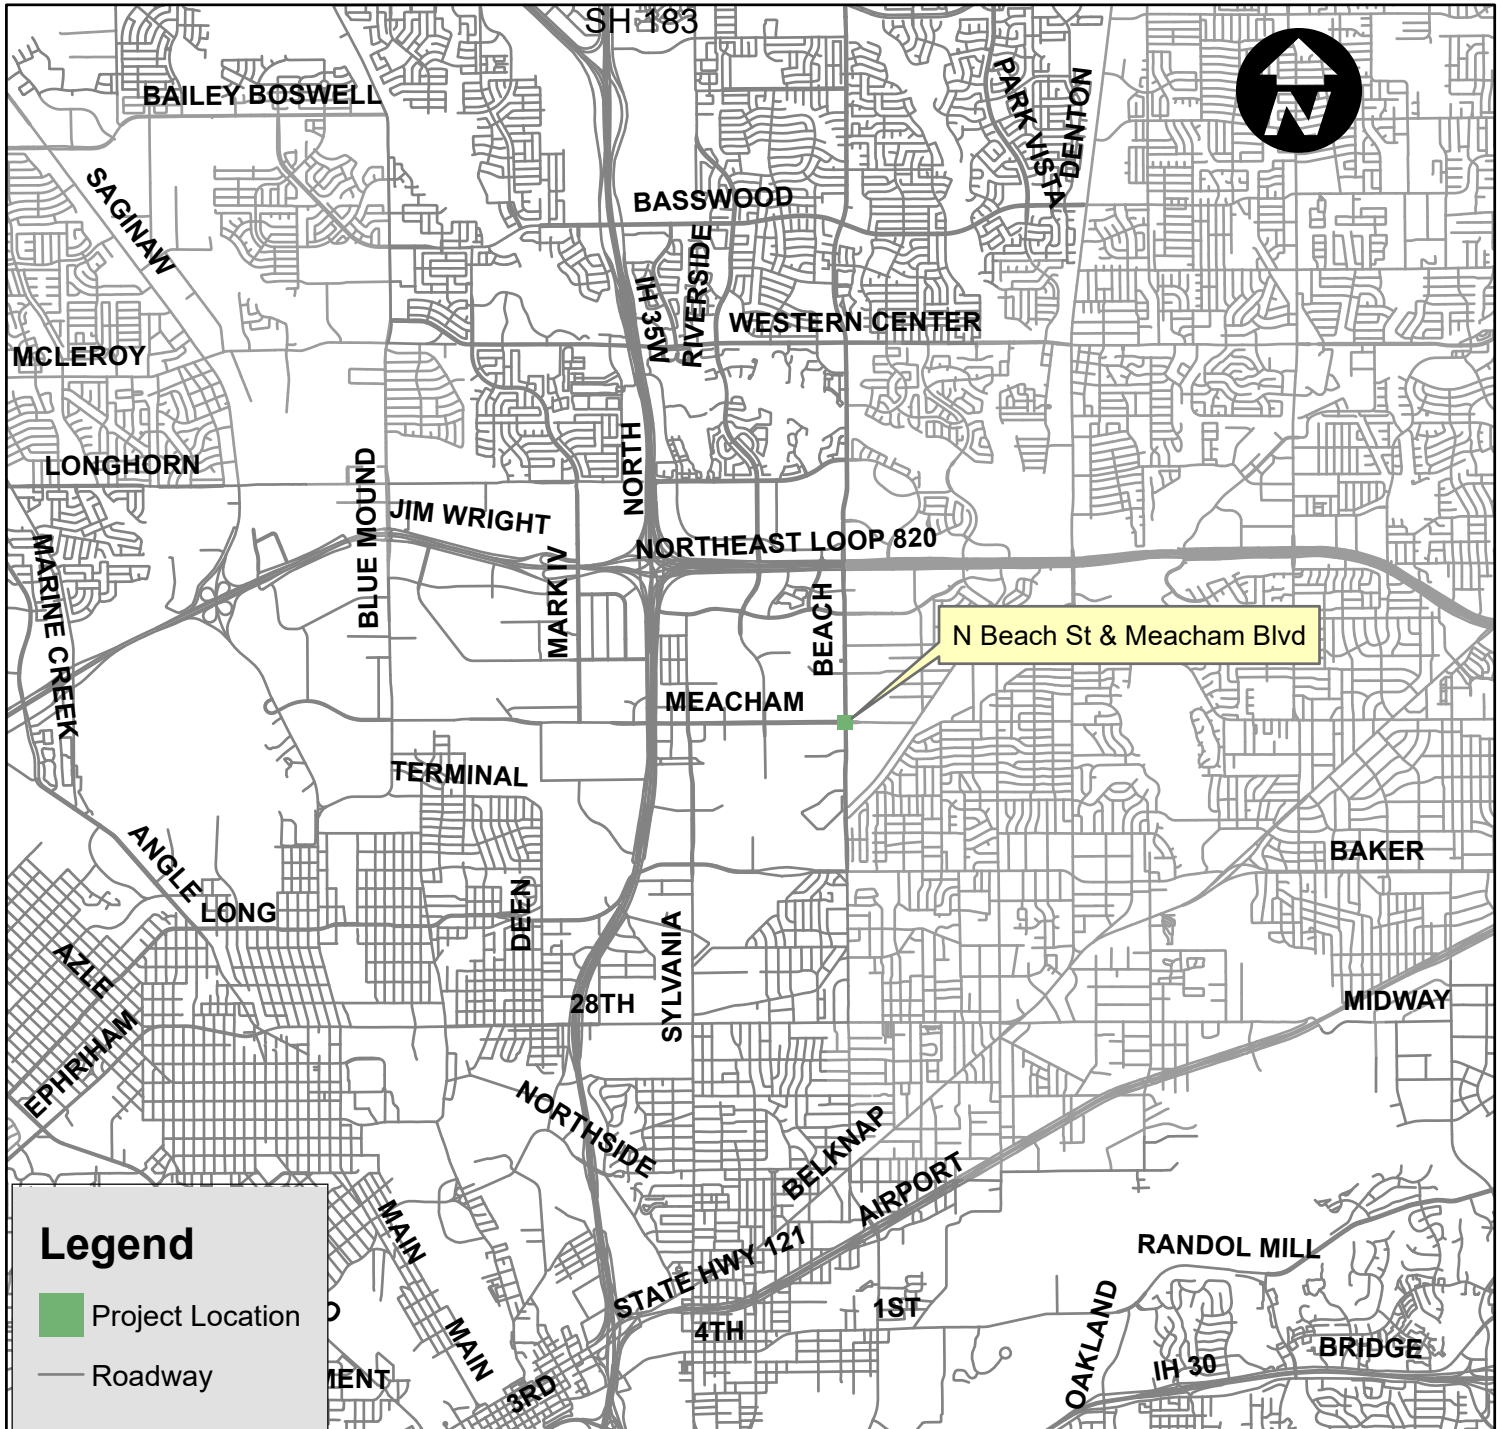 SH 183
BAILEY BOSWELL
PARK VISTA
DENTON
N
SAGINAW
BASSWOOD
IH 35W
RIVERSIDE
WESTERN CENTER
MCLEROY
LONGHORN
BLUE MOUND
NORTH
JIM WRIGHT
NORTHEAST LOOP 820
MARK IV
MARINE CREEK
BEACH
N Beach St & Meacham Blvd
MEACHAM
TERMINAL
ANGLE
BAKER
LONG
DEEN
SYLVANIA
AZLE
28TH
MIDWAY
EPHRIHAM
NORTHSIDE
BELKNAP
AIRPORT
MAIN
STATE HWY 121
RANDOL MILL
Legend
Project Location
Roadway
1ST
4TH
MAIN
OAKLAND
BRIDGE
IH 30
MENT
3RD